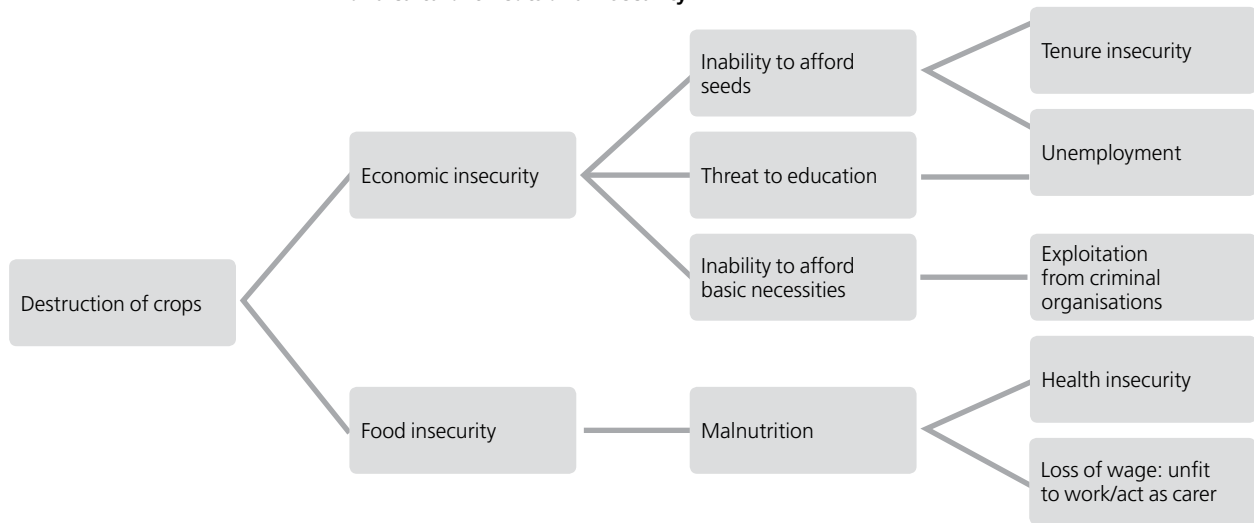 Tenure insecurity
Inability to afford
seeds
Unemployment
Economic insecurity
Threat to education
Exploitation
from criminal
organisations
Inability to afford
basic necessities
Destruction of crops
Health insecurity
Food insecurity
Malnutrition
Loss of wage: unfit
to work/act as carer